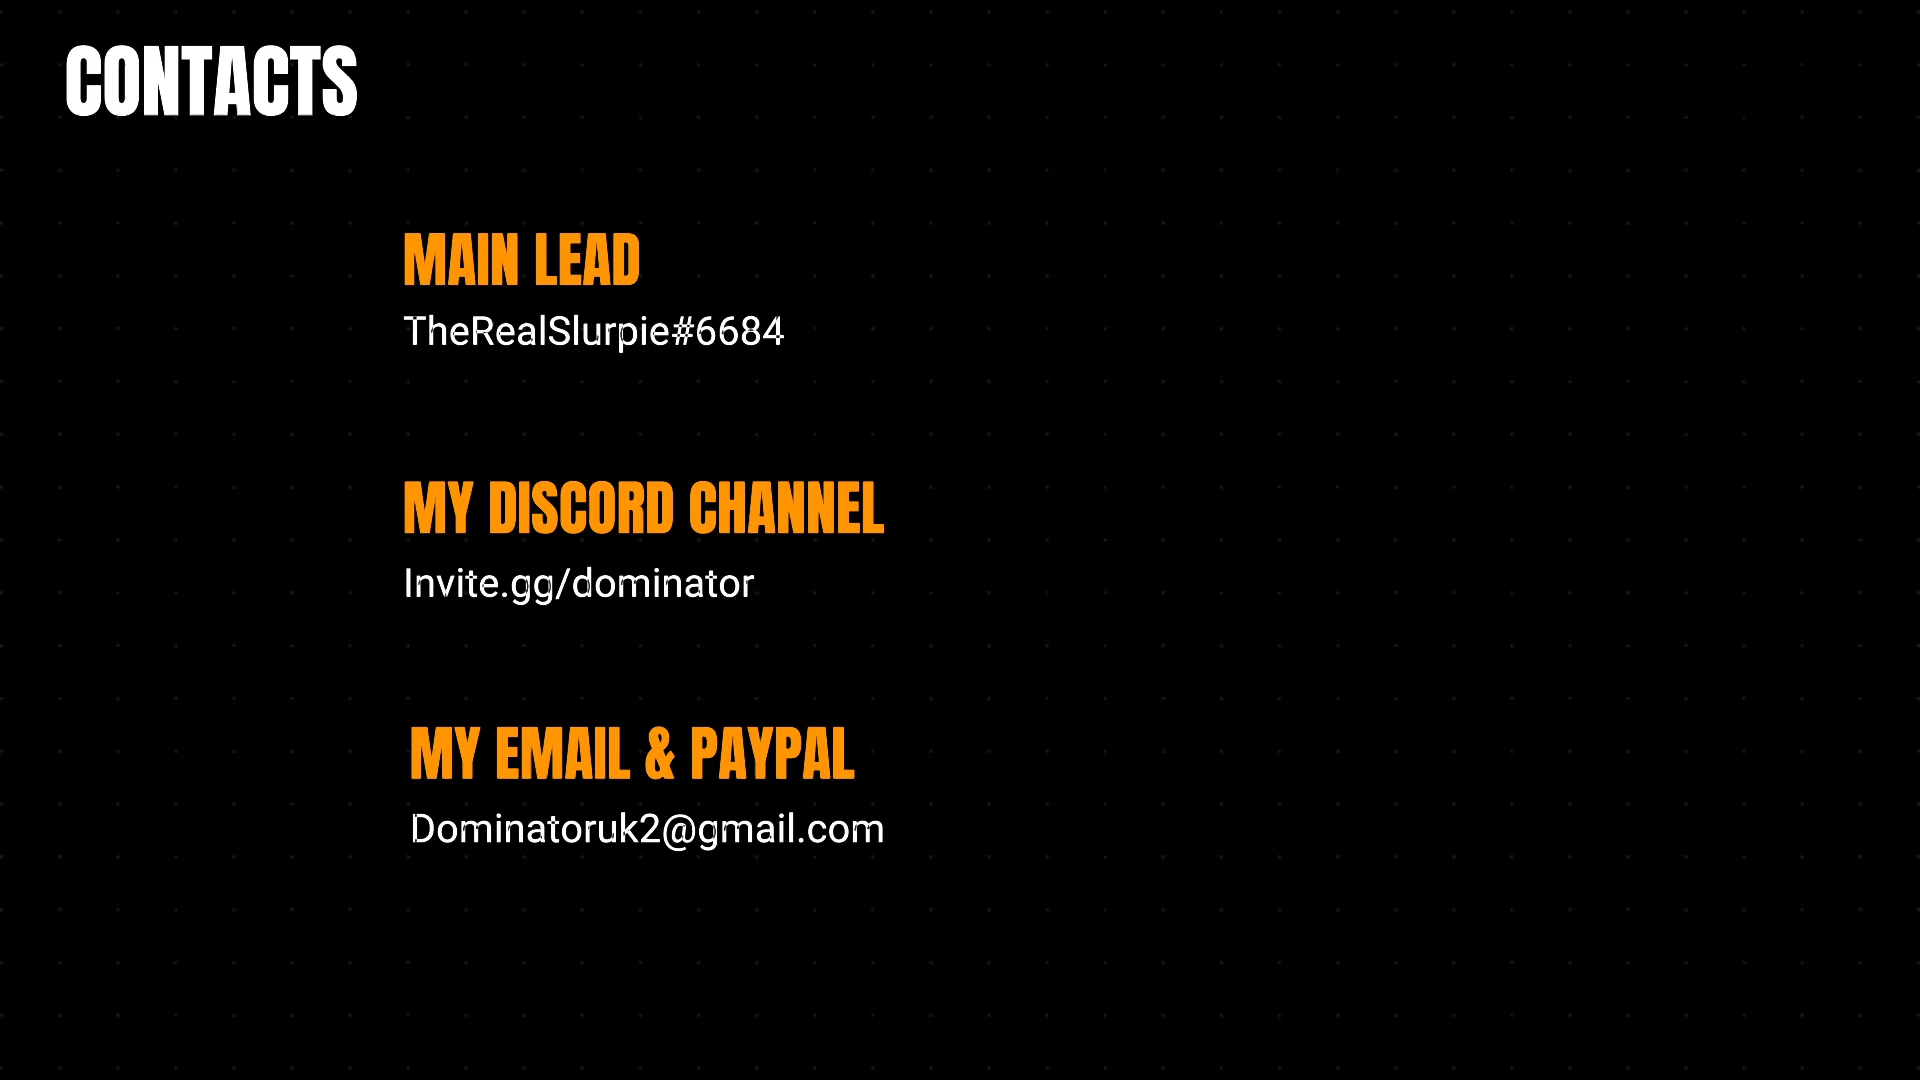 CONTACTS
MAIN LEAD
TheRealSlurpie#6684
MY DISCORD CHANNEL
Invite.gg/dominator
MY EMAIL & PAYPAL
Dominatoruk2@gmail.com